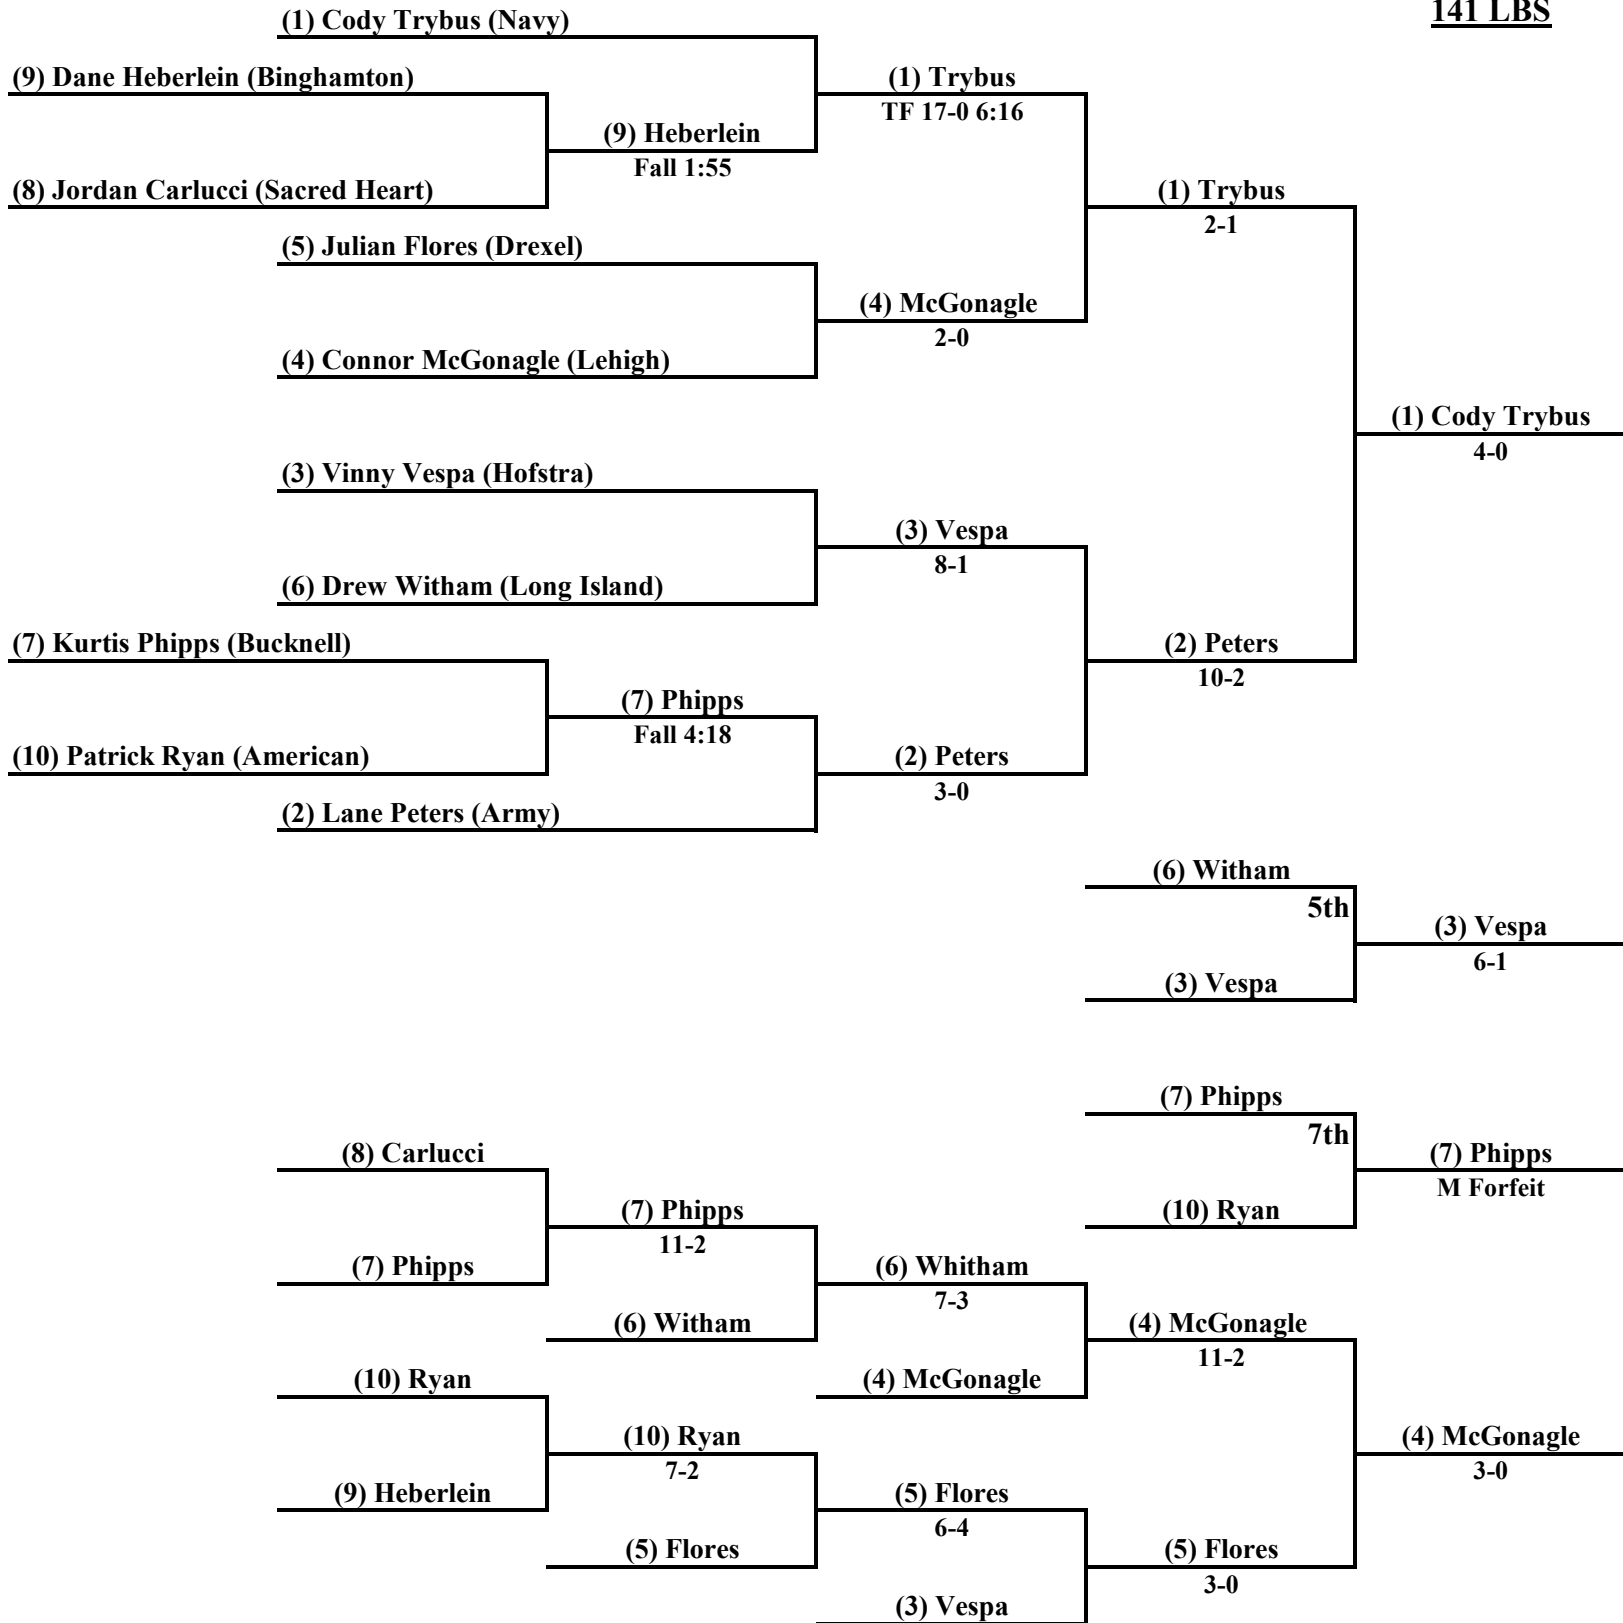 141 LBS
(1) Cody Trybus (Navy)
(9) Dane Heberlein (Binghamton)
(1) Trybus
TF 17-0 6:16
(9) Heberlein
Fall 1:55
(8) Jordan Carlucci (Sacred Heart)
(1) Trybus
2-1
(5) Julian Flores (Drexel)
(4) McGonagle
2-0
(4) Connor McGonagle (Lehigh)
(1) Cody Trybus
4-0
(3) Vinny Vespa (Hofstra)
(3) Vespa
8-1
(6) Drew Witham (Long Island)
(7) Kurtis Phipps (Bucknell)
(2) Peters
10-2
(7) Phipps
Fall 4:18
(10) Patrick Ryan (American)
(2) Peters
3-0
(2) Lane Peters (Army)
(6) Witham
5th
(3) Vespa
6-1
(3) Vespa
(7) Phipps
7th
(8) Carlucci
(7) Phipps
M Forfeit
(7) Phipps
11-2
(10) Ryan
(7) Phipps
(6) Whitham
7-3
(6) Witham
(4) McGonagle
11-2
(10) Ryan
(4) McGonagle
(10) Ryan
7-2
(4) McGonagle
3-0
(9) Heberlein
(5) Flores
6-4
(5) Flores
(5) Flores
3-0
(3) Vespa